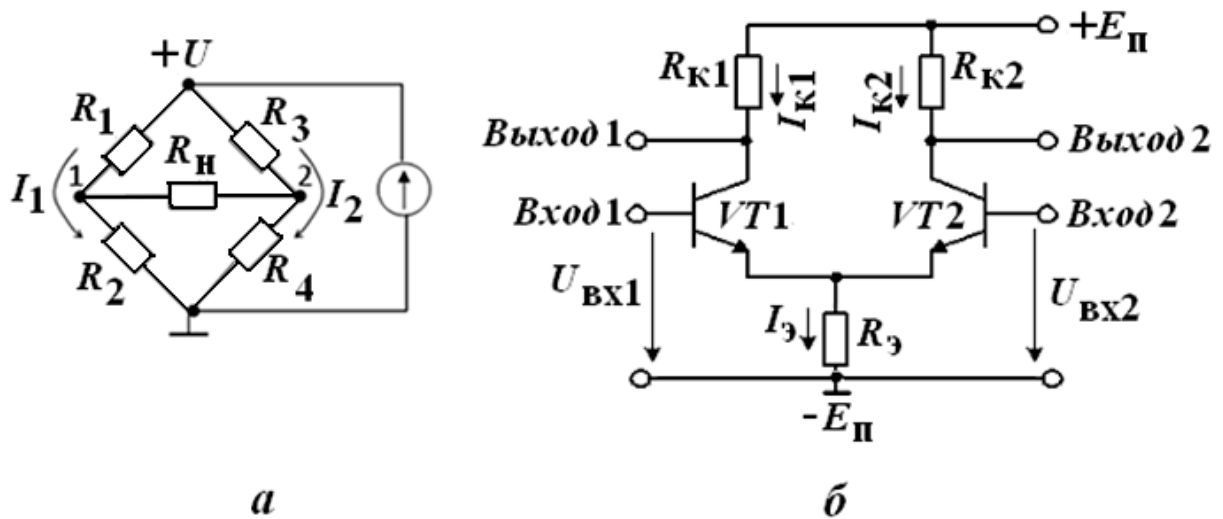 +U
R1
R3
Rн
1
2
I1
I2
R2
R4
а
+Eп
Rк1
Iк1
Iк2
Rк2
Выход 1
Выход 2
Вход 1
VT1
VT2
Вход 2
Uвх1
Uвх2
Iэ
Rэ
-Eп
б